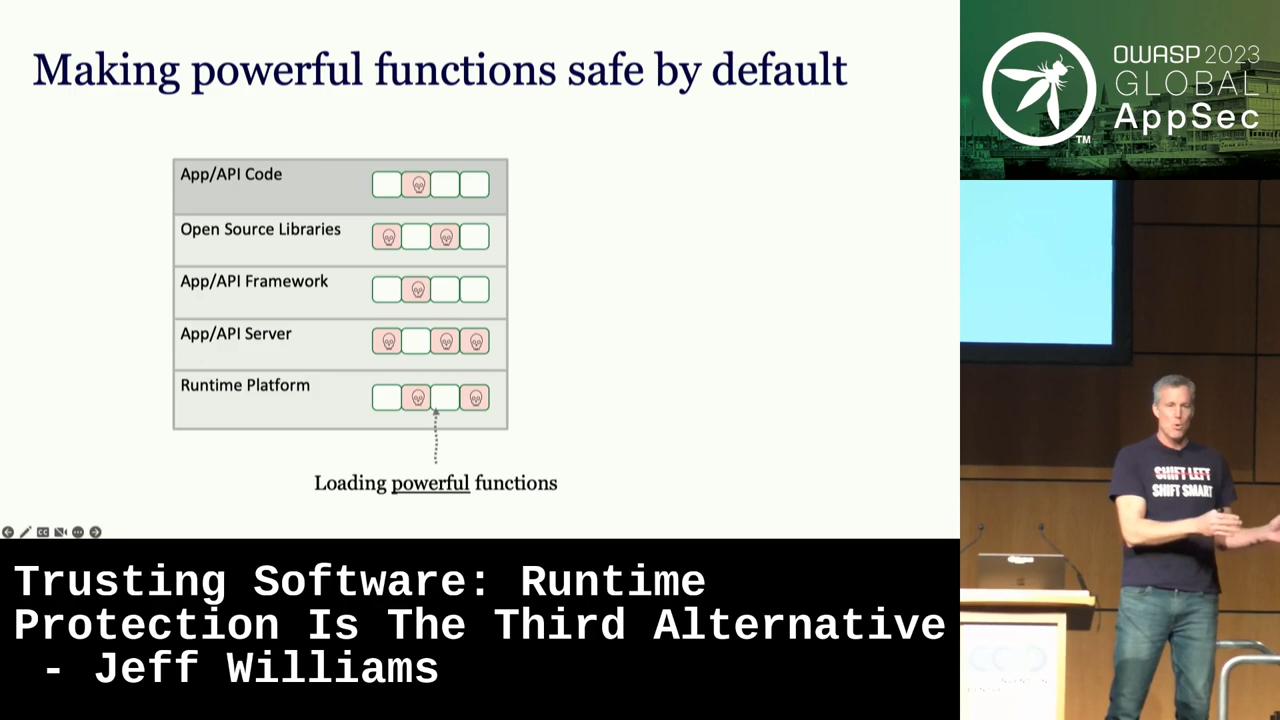 Making powerful functions safe by default
App/API Code
Open Source Libraries
App/API Framework
App/API Server
Runtime Platform
Loading powerful functions
Trusting Software: Runtime
Protection Is The Third Alternative
- Jeff Williams
OWASP 2023
GLOBAL
AppSec
TM
SHIFT LEFT
SHIFT SMART